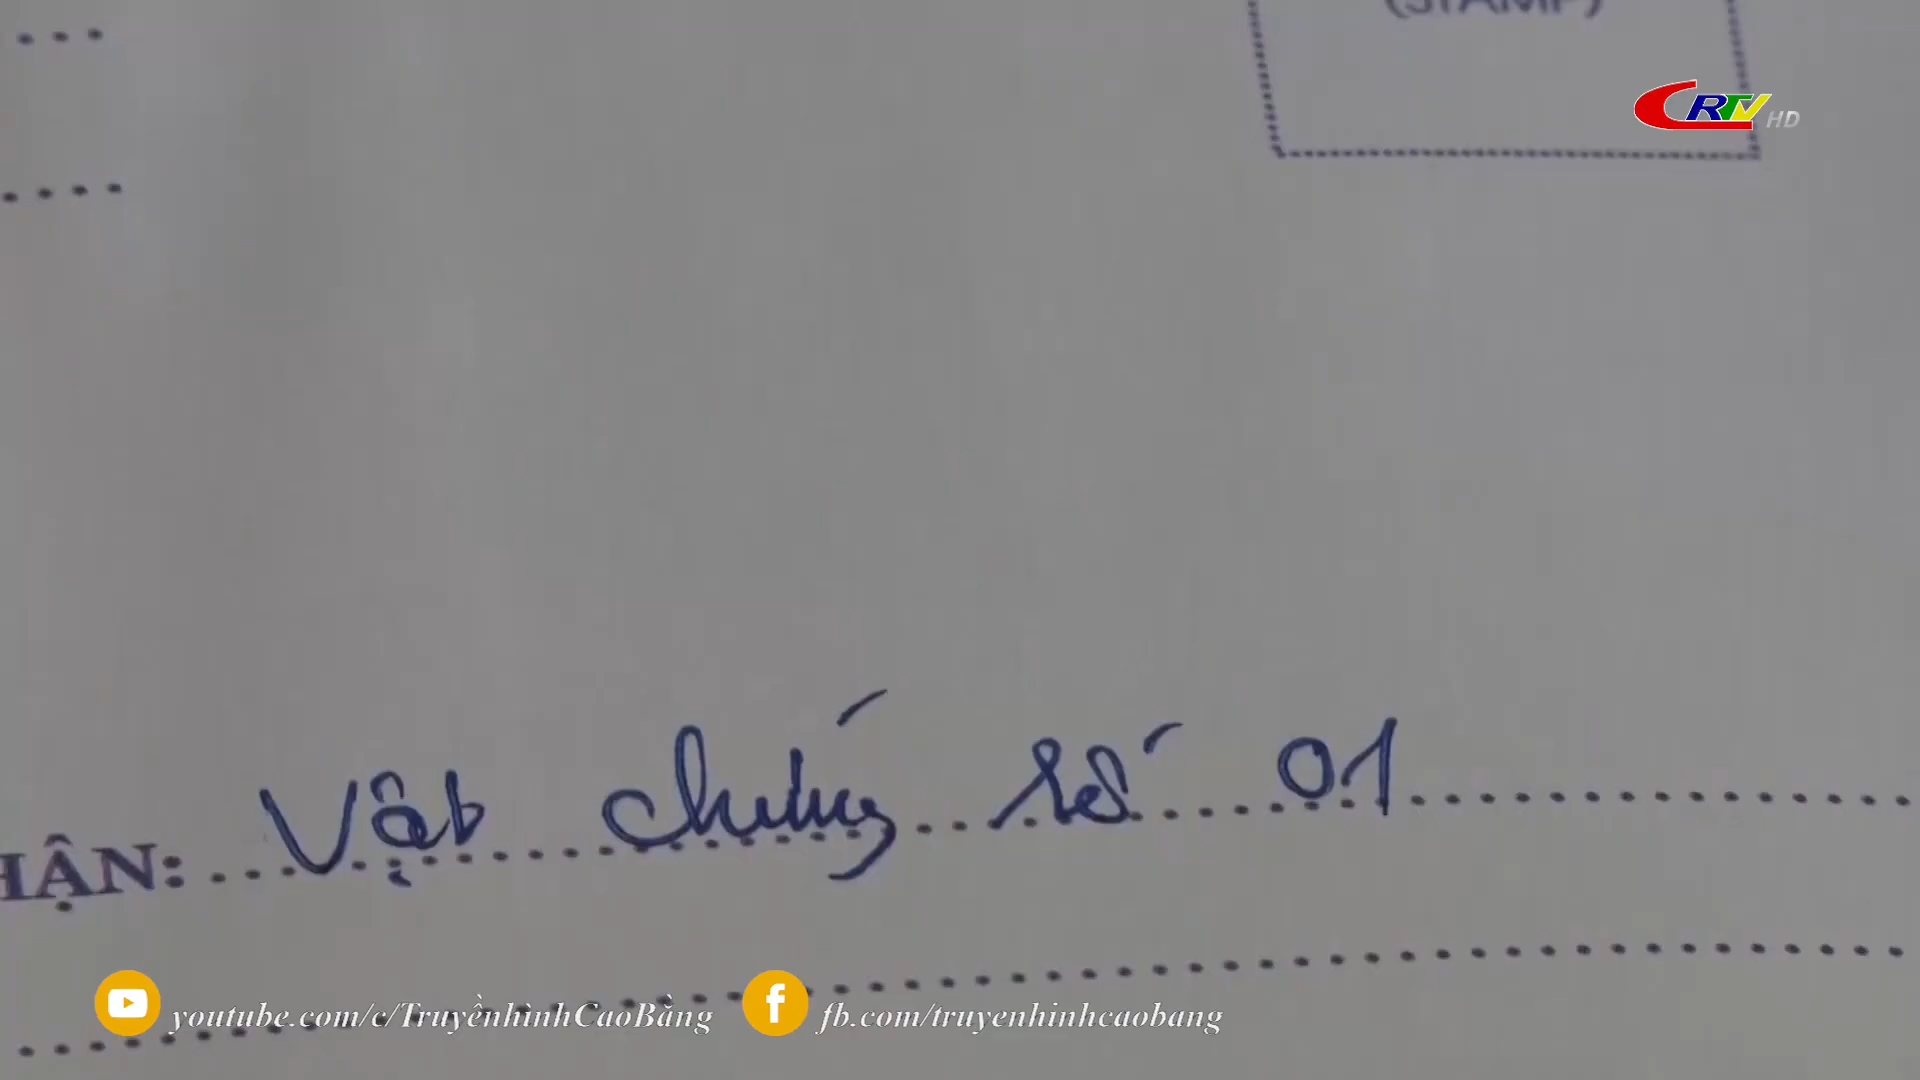 (STAMP)
CRTV HD
Vật chứng số 01
HẬN:
youtube.com/c/TruyềnhìnhCaoBằng
fb.com/truyenhinhcaobang